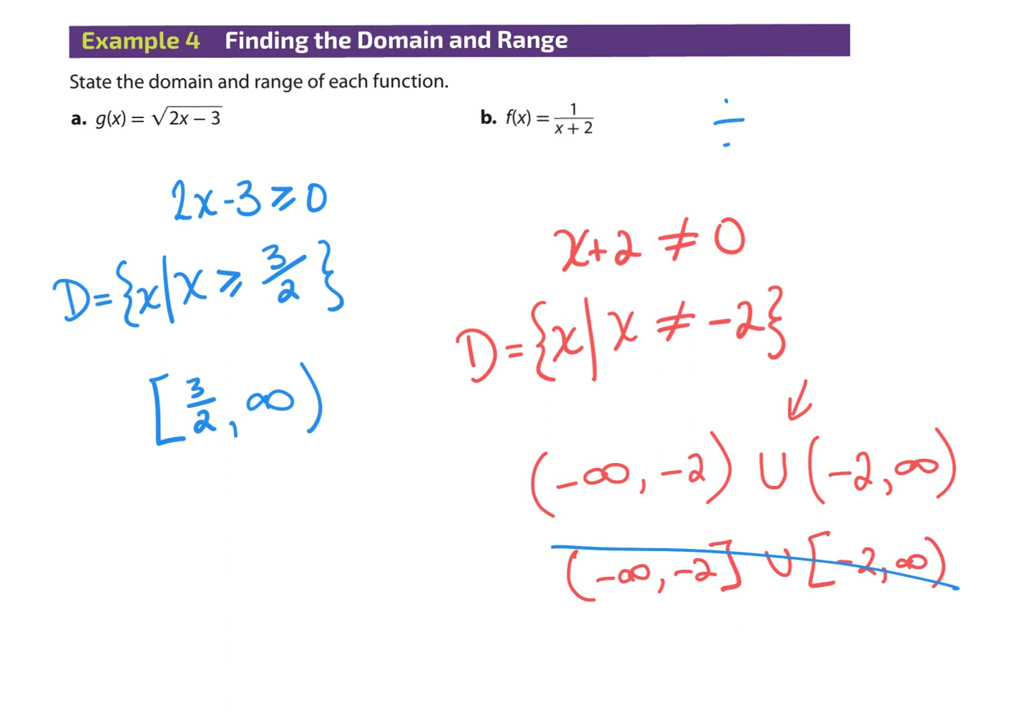 Example 4 Finding the Domain and Range
State the domain and range of each function.
a. g(x) = √(2x − 3)
b. f(x) = 1/(x + 2)
÷
2x-3 ≥ 0
D={x|x ≥ 3/2}
[3/2, ∞)
x+2 ≠ 0
D={x|x ≠ -2}
(-∞, -2) ∪ (-2, ∞)
(-∞, -2] ∪ [-2, ∞)